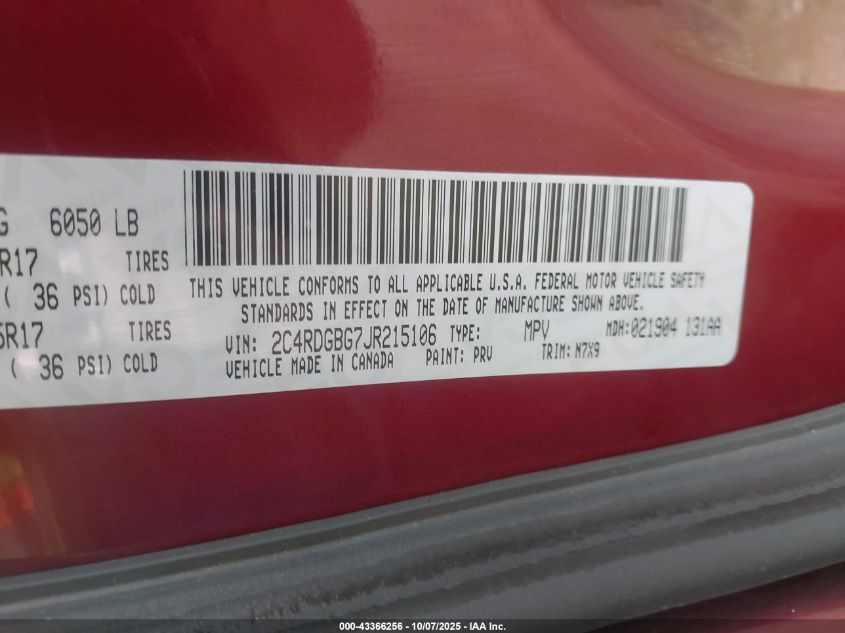 G 6050 LB
R17 TIRES
( 36 PSI) COLD
5R17 TIRES
( 36 PSI) COLD
THIS VEHICLE CONFORMS TO ALL APPLICABLE U.S.A. FEDERAL MOTOR VEHICLE SAFETY
STANDARDS IN EFFECT ON THE DATE OF MANUFACTURE SHOWN ABOVE.
VIN: 2C4RDGBG7JR215106 TYPE: MPV MDH:021904 131AA
VEHICLE MADE IN CANADA PAINT: PRV TRIM: N7X9
000-43366256 | 10/07/2025 - IAA Inc.